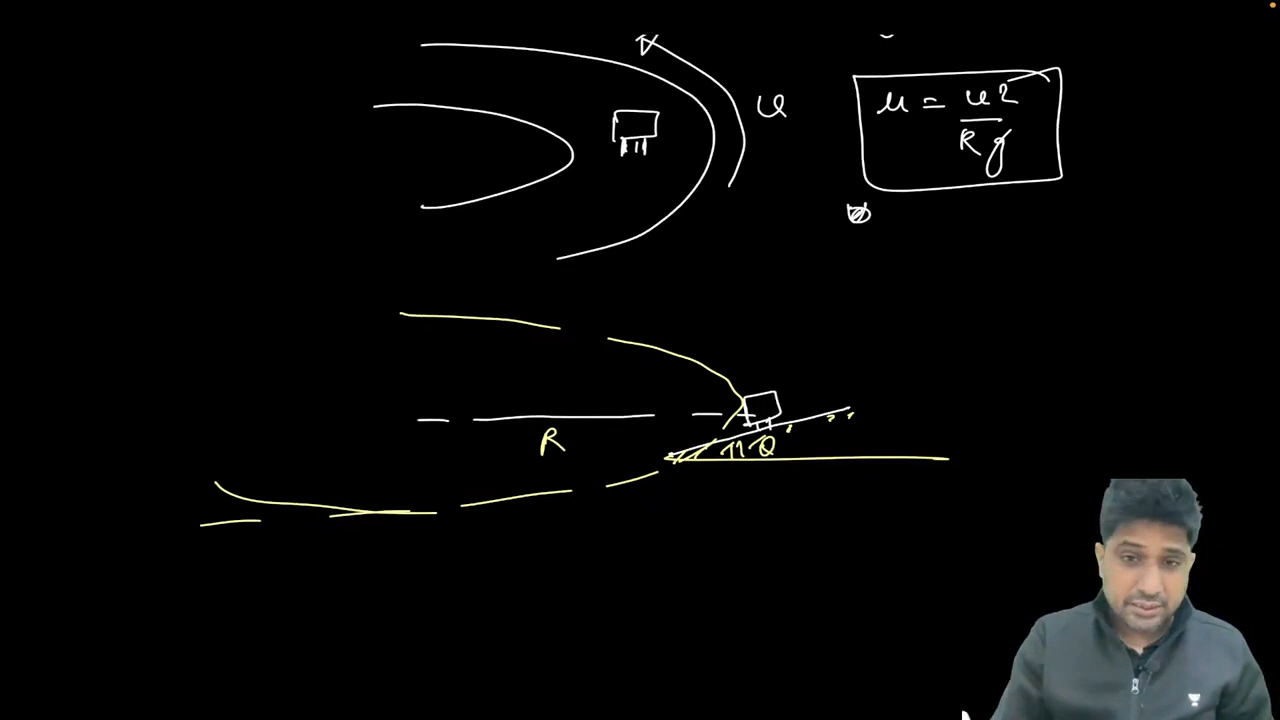 u
μ = u²
Rg
R
θ